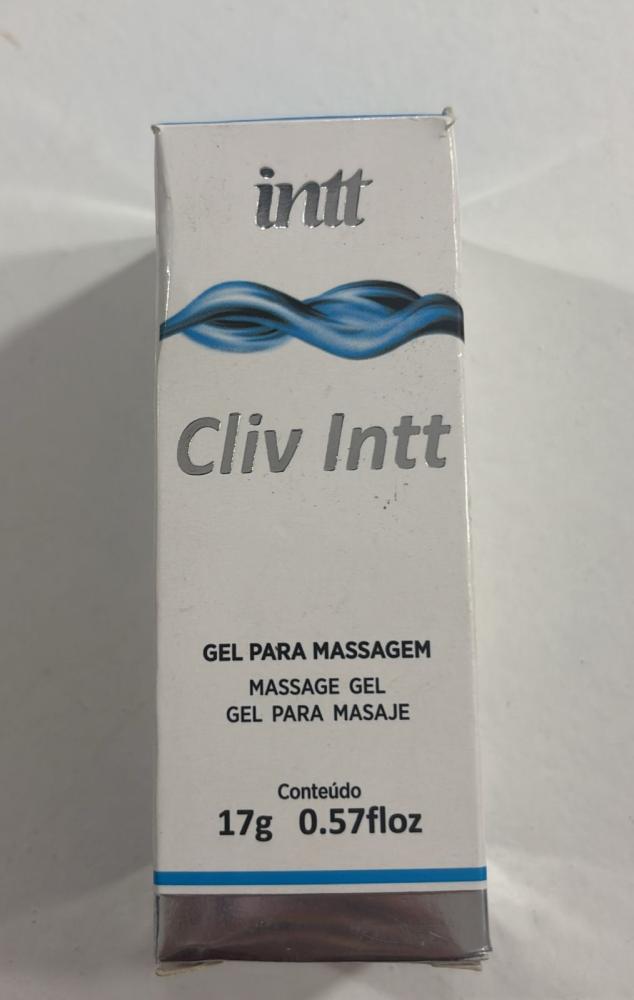 intt
Cliv Intt
GEL PARA MASSAGEM
MASSAGE GEL
GEL PARA MASAJE
Conteúdo
17g 0.57floz